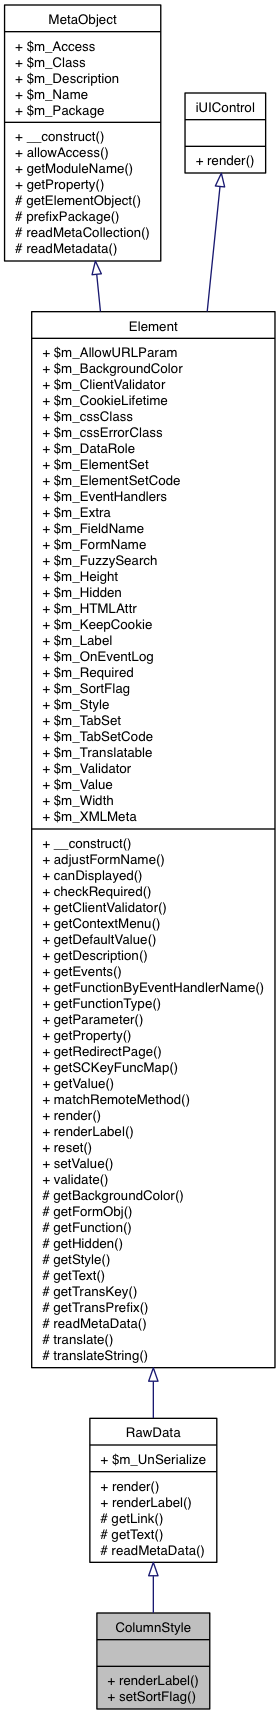 MetaObject
+ $m_Access
+ $m_Class
+ $m_Description
+ $m_Name
+ $m_Package
+ __construct()
+ allowAccess()
+ getModuleName()
+ getProperty()
# getElementObject()
# prefixPackage()
# readMetaCollection()
# readMetadata()
iUIControl
+ render()
Element
+ $m_AllowURLParam
+ $m_BackgroundColor
+ $m_ClientValidator
+ $m_CookieLifetime
+ $m_cssClass
+ $m_cssErrorClass
+ $m_DataRole
+ $m_ElementSet
+ $m_ElementSetCode
+ $m_EventHandlers
+ $m_Extra
+ $m_FieldName
+ $m_FormName
+ $m_FuzzySearch
+ $m_Height
+ $m_Hidden
+ $m_HTMLAttr
+ $m_KeepCookie
+ $m_Label
+ $m_OnEventLog
+ $m_Required
+ $m_SortFlag
+ $m_Style
+ $m_TabSet
+ $m_TabSetCode
+ $m_Translatable
+ $m_Validator
+ $m_Value
+ $m_Width
+ $m_XMLMeta
+ __construct()
+ adjustFormName()
+ canDisplayed()
+ checkRequired()
+ getClientValidator()
+ getContextMenu()
+ getDefaultValue()
+ getDescription()
+ getEvents()
+ getFunctionByEventHandlerName()
+ getFunctionType()
+ getParameter()
+ getProperty()
+ getRedirectPage()
+ getSCKeyFuncMap()
+ getValue()
+ matchRemoteMethod()
+ render()
+ renderLabel()
+ reset()
+ setValue()
+ validate()
# getBackgroundColor()
# getFormObj()
# getFunction()
# getHidden()
# getStyle()
# getText()
# getTransKey()
# getTransPrefix()
# readMetaData()
# translate()
# translateString()
RawData
+ $m_UnSerialize
+ render()
+ renderLabel()
# getLink()
# getText()
# readMetaData()
ColumnStyle
+ renderLabel()
+ setSortFlag()